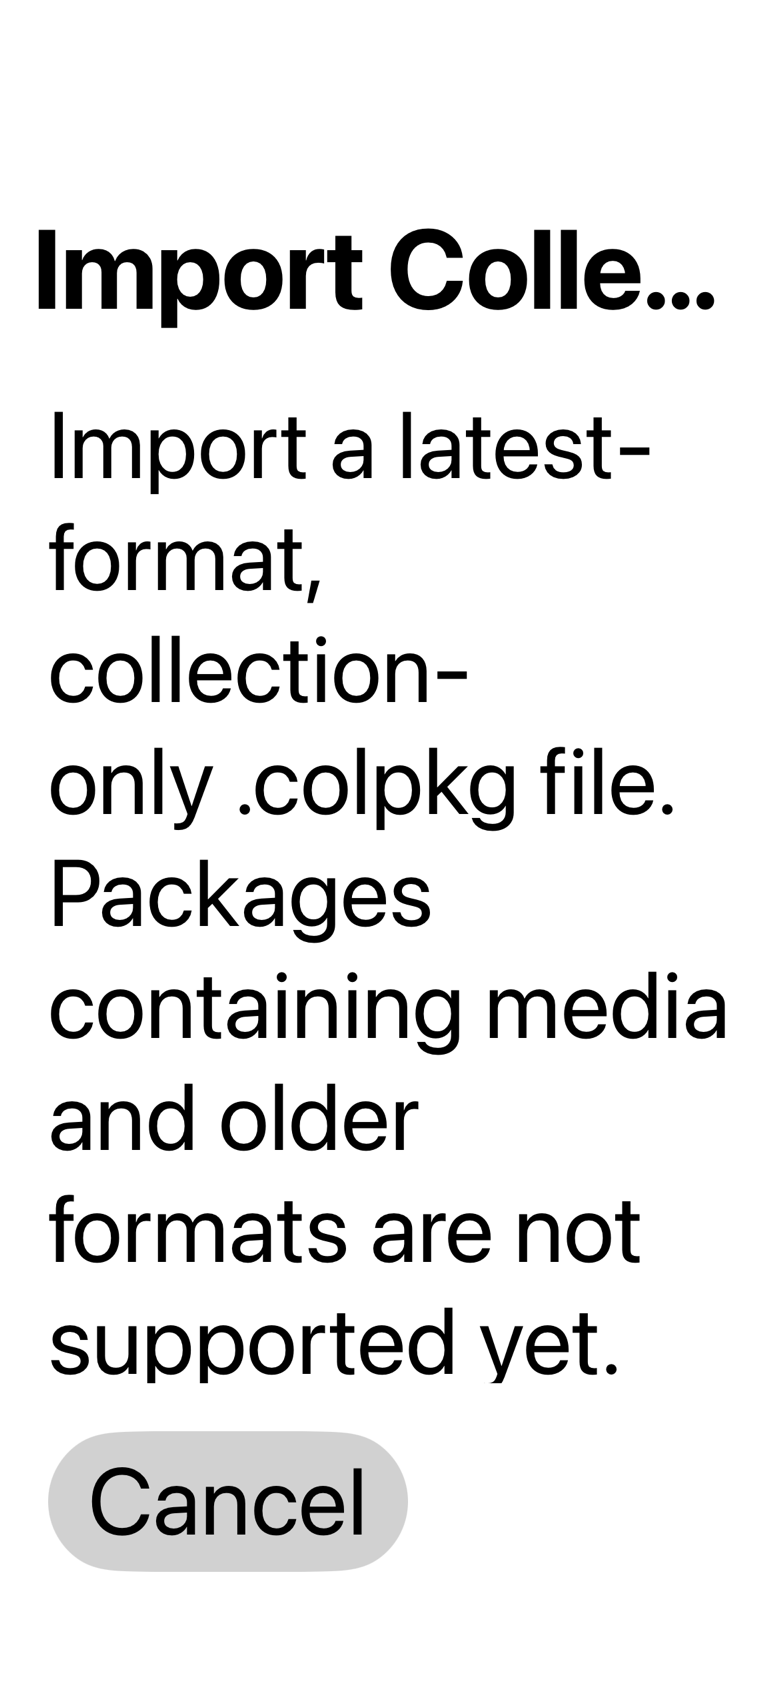 Import Colle...
Import a latest-
format,
collection-
only .colpkg file.
Packages
containing media
and older
formats are not
supported yet.
Cancel